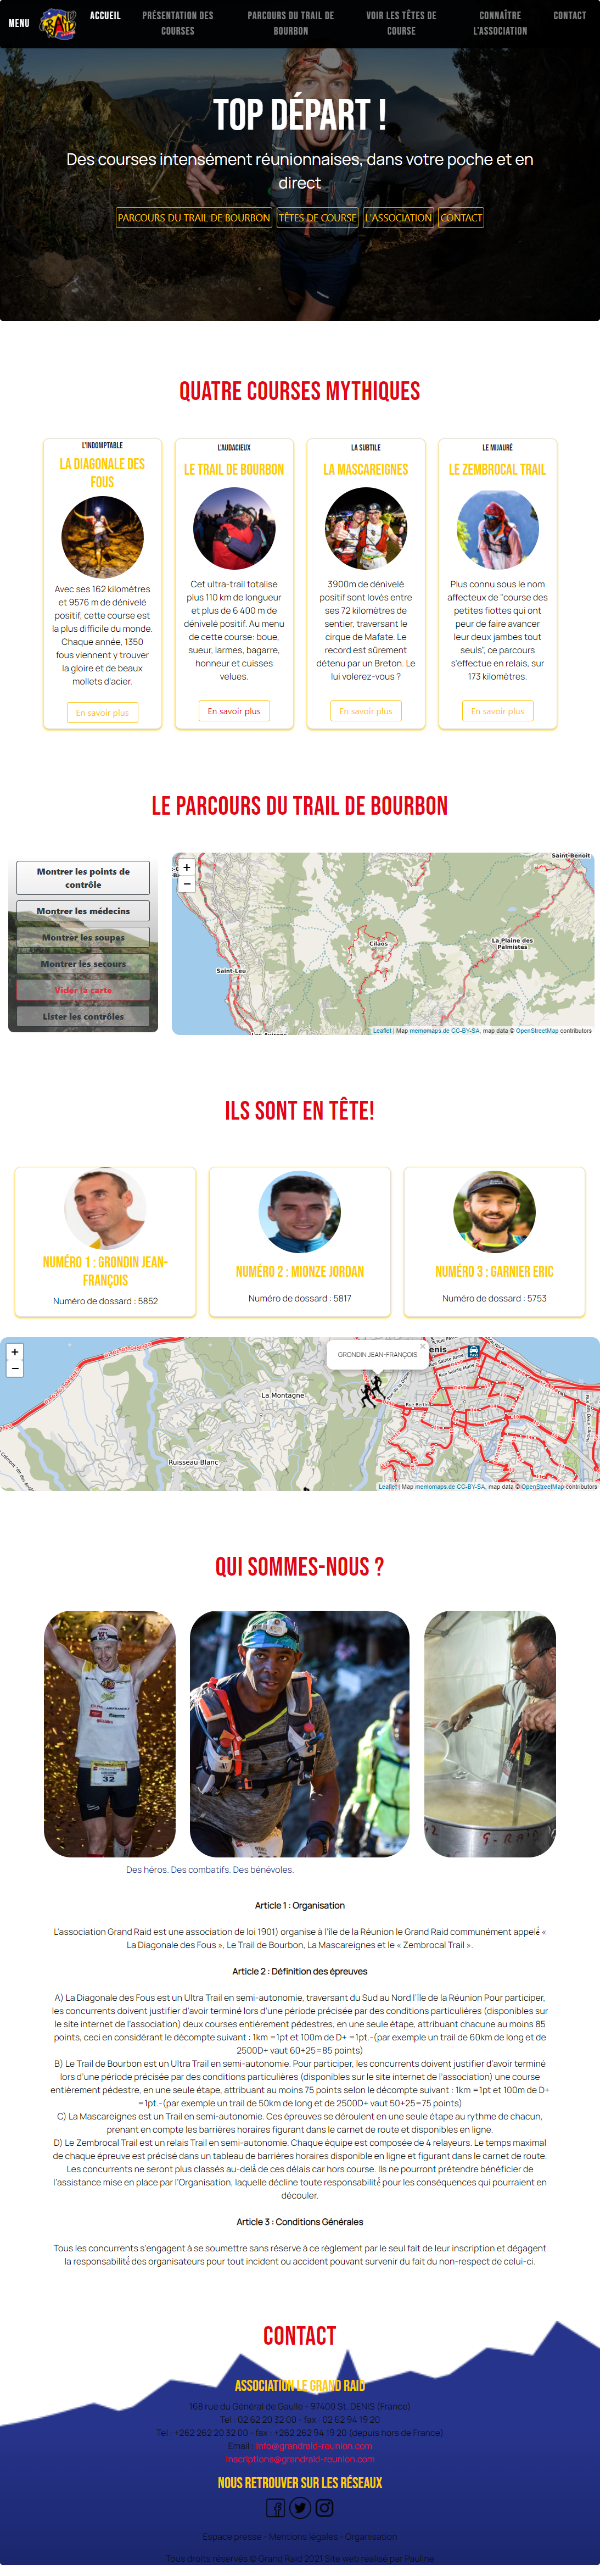 MENU
ACCUEIL
PRÉSENTATION DES
COURSES
PARCOURS DU TRAIL DE
BOURBON
VOIR LES TÊTES DE
COURSE
CONNAÎTRE
L'ASSOCIATION
CONTACT
TOP DÉPART !
Des courses intensément réunionnaises, dans votre poche et en
direct
PARCOURS DU TRAIL DE BOURBON TÊTES DE COURSE L'ASSOCIATION CONTACT
QUATRE COURSES MYTHIQUES
L'INDOMPTABLE
LA DIAGONALE DES
FOUS
Avec ses 162 kilomètres
et 9576 m de dénivelé
positif, cette course est
la plus difficile du monde.
Chaque année, 1350
fous viennent y trouver
la gloire et de beaux
mollets d'acier.
En savoir plus
L'AUDACIEUX
LE TRAIL DE BOURBON
Cet ultra-trail totalise
plus 110 km de longueur
et plus de 6 400 m de
dénivelé positif. Au menu
de cette course: boue,
sueur, larmes, bagarre,
honneur et cuisses
velues.
En savoir plus
LA SUBTILE
LA MASCAREIGNES
3900m de dénivelé
positif sont lovés entre
ses 72 kilomètres de
sentier, traversant le
cirque de Mafate. Le
record est sûrement
détenu par un Breton. Le
lui volerez-vous ?
En savoir plus
LE MIJAURÉ
LE ZEMBROCAL TRAIL
Plus connu sous le nom
affecteux de "course des
petites fiottes qui ont
peur de faire avancer
leur deux jambes tout
seuls", ce parcours
s'effectue en relais, sur
173 kilomètres.
En savoir plus
LE PARCOURS DU TRAIL DE BOURBON
Montrer les points de
contrôle
Montrer les médecins
Montrer les soupes
Montrer les secours
Vider la carte
Lister les contrôles
+
−
Saint-Benoit
Cilaos
La Plaine des
Palmistes
Saint-Leu
Les Avirons
Leaflet | Map memomaps.de CC-BY-SA, map data © OpenStreetMap contributors
ILS SONT EN TÊTE!
NUMÉRO 1 : GRONDIN JEAN-
FRANÇOIS
Numéro de dossard : 5852
NUMÉRO 2 : MIONZE JORDAN
Numéro de dossard : 5817
NUMÉRO 3 : GARNIER ERIC
Numéro de dossard : 5753
+
−
GRONDIN JEAN-FRANÇOIS
×
enis
La Montagne
Ruisseau Blanc
Rue Bertin
Leaflet | Map memomaps.de CC-BY-SA, map data © OpenStreetMap contributors
QUI SOMMES-NOUS ?
32
G-RAID
Des héros. Des combatifs. Des bénévoles.
Article 1 : Organisation
L'association Grand Raid est une association de loi 1901) organise à l'île de la Réunion le Grand Raid communément appelé «
La Diagonale des Fous », Le Trail de Bourbon, La Mascareignes et le « Zembrocal Trail ».
Article 2 : Définition des épreuves
A) La Diagonale des Fous est un Ultra Trail en semi-autonomie, traversant du Sud au Nord l'île de la Réunion Pour participer,
les concurrents doivent justifier d'avoir terminé lors d'une période précisée par des conditions particulières (disponibles sur
le site internet de l'association) deux courses entièrement pédestres, en une seule étape, attribuant chacune au moins 85
points, ceci en considérant le décompte suivant : 1km =1pt et 100m de D+ =1pt.-(par exemple un trail de 60km de long et de
2500D+ vaut 60+25=85 points)
B) Le Trail de Bourbon est un Ultra Trail en semi-autonomie. Pour participer, les concurrents doivent justifier d'avoir terminé
lors d'une période précisée par des conditions particulières (disponibles sur le site internet de l'association) une course
entièrement pédestre, en une seule étape, attribuant au moins 75 points selon le décompte suivant : 1km =1pt et 100m de D+
=1pt.-(par exemple un trail de 50km de long et de 2500D+ vaut 50+25=75 points)
C) La Mascareignes est un Trail en semi-autonomie. Ces épreuves se déroulent en une seule étape au rythme de chacun,
prenant en compte les barrières horaires figurant dans le carnet de route et disponibles en ligne.
D) Le Zembrocal Trail est un relais Trail en semi-autonomie. Chaque équipe est composée de 4 relayeurs. Le temps maximal
de chaque épreuve est précisé dans un tableau de barrières horaires disponible en ligne et figurant dans le carnet de route.
Les concurrents ne seront plus classés au-delà de ces délais car hors course. Ils ne pourront prétendre bénéficier de
l'assistance mise en place par l'Organisation, laquelle décline toute responsabilité pour les conséquences qui pourraient en
découler.
Article 3 : Conditions Générales
Tous les concurrents s'engagent à se soumettre sans réserve à ce règlement par le seul fait de leur inscription et dégagent
la responsabilité des organisateurs pour tout incident ou accident pouvant survenir du fait du non-respect de celui-ci.
CONTACT
ASSOCIATION LE GRAND RAID
168 rue du Général de Gaulle - 97400 St. DENIS (France)
Tel : 02 62 20 32 00 - fax : 02 62 94 19 20
Tel : +262 262 20 32 00 - fax : +262 262 94 19 20 (depuis hors de France)
Email : info@grandraid-reunion.com
inscriptions@grandraid-reunion.com
NOUS RETROUVER SUR LES RÉSEAUX
Espace presse - Mentions légales - Organisation
Tous droits réservés © Grand Raid 2021 Site web réalisé par Pauline